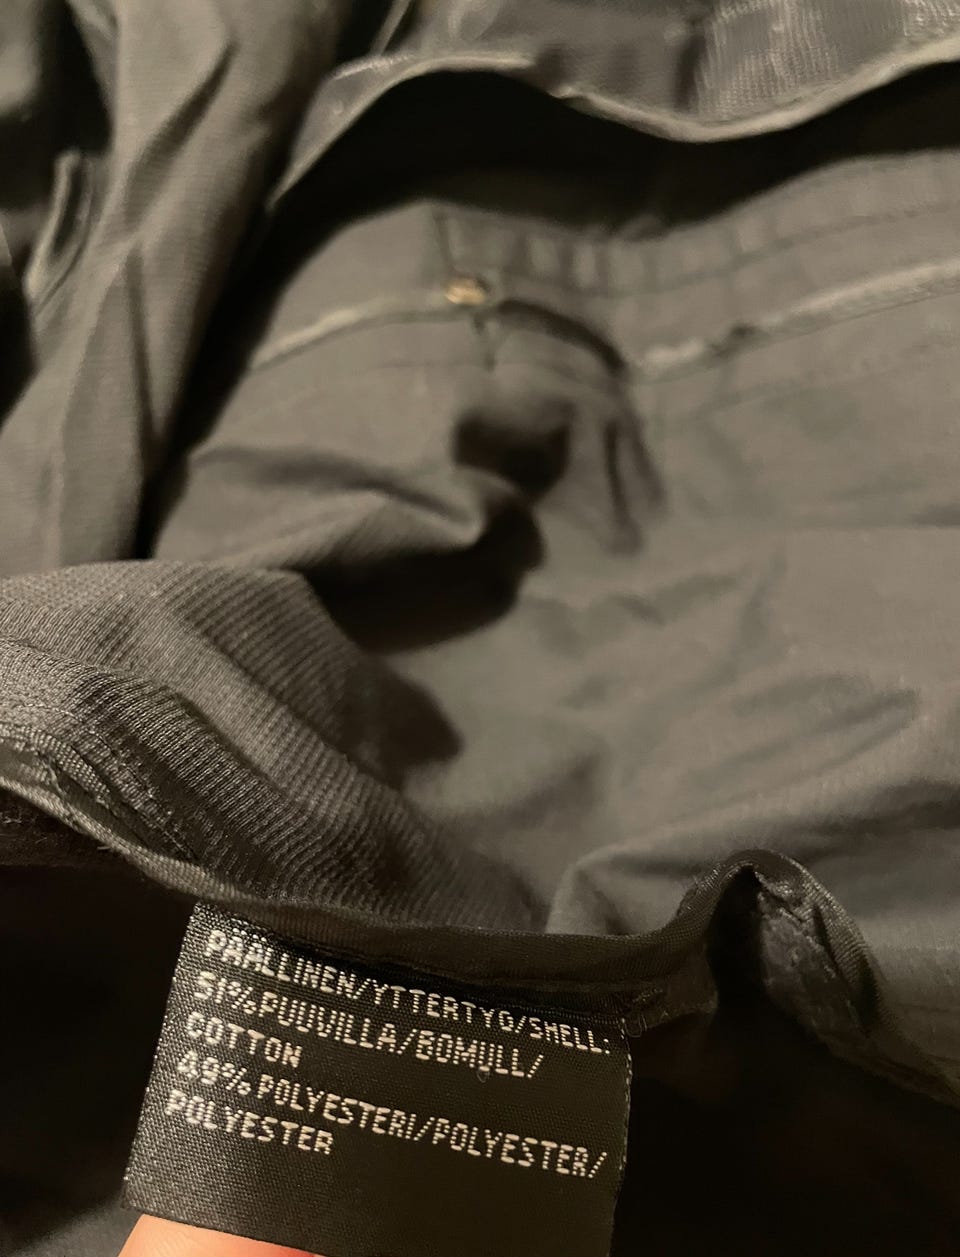 PÄÄLLINEN/YTTERTYG/SHELL:
51%PUUVILLA/BOMULL/
COTTON
49%POLYESTERI/POLYESTER/
POLYESTER